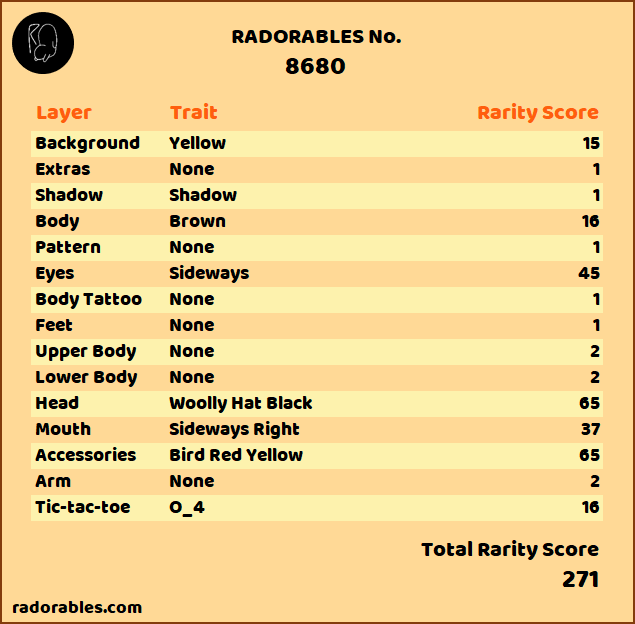 RADORABLES No.
8680
Layer Trait Rarity Score
Background Yellow 15
Extras None 1
Shadow Shadow 1
Body Brown 16
Pattern None 1
Eyes Sideways 45
Body Tattoo None 1
Feet None 1
Upper Body None 2
Lower Body None 2
Head Woolly Hat Black 65
Mouth Sideways Right 37
Accessories Bird Red Yellow 65
Arm None 2
Tic-tac-toe O_4 16
Total Rarity Score
271
radorables.com